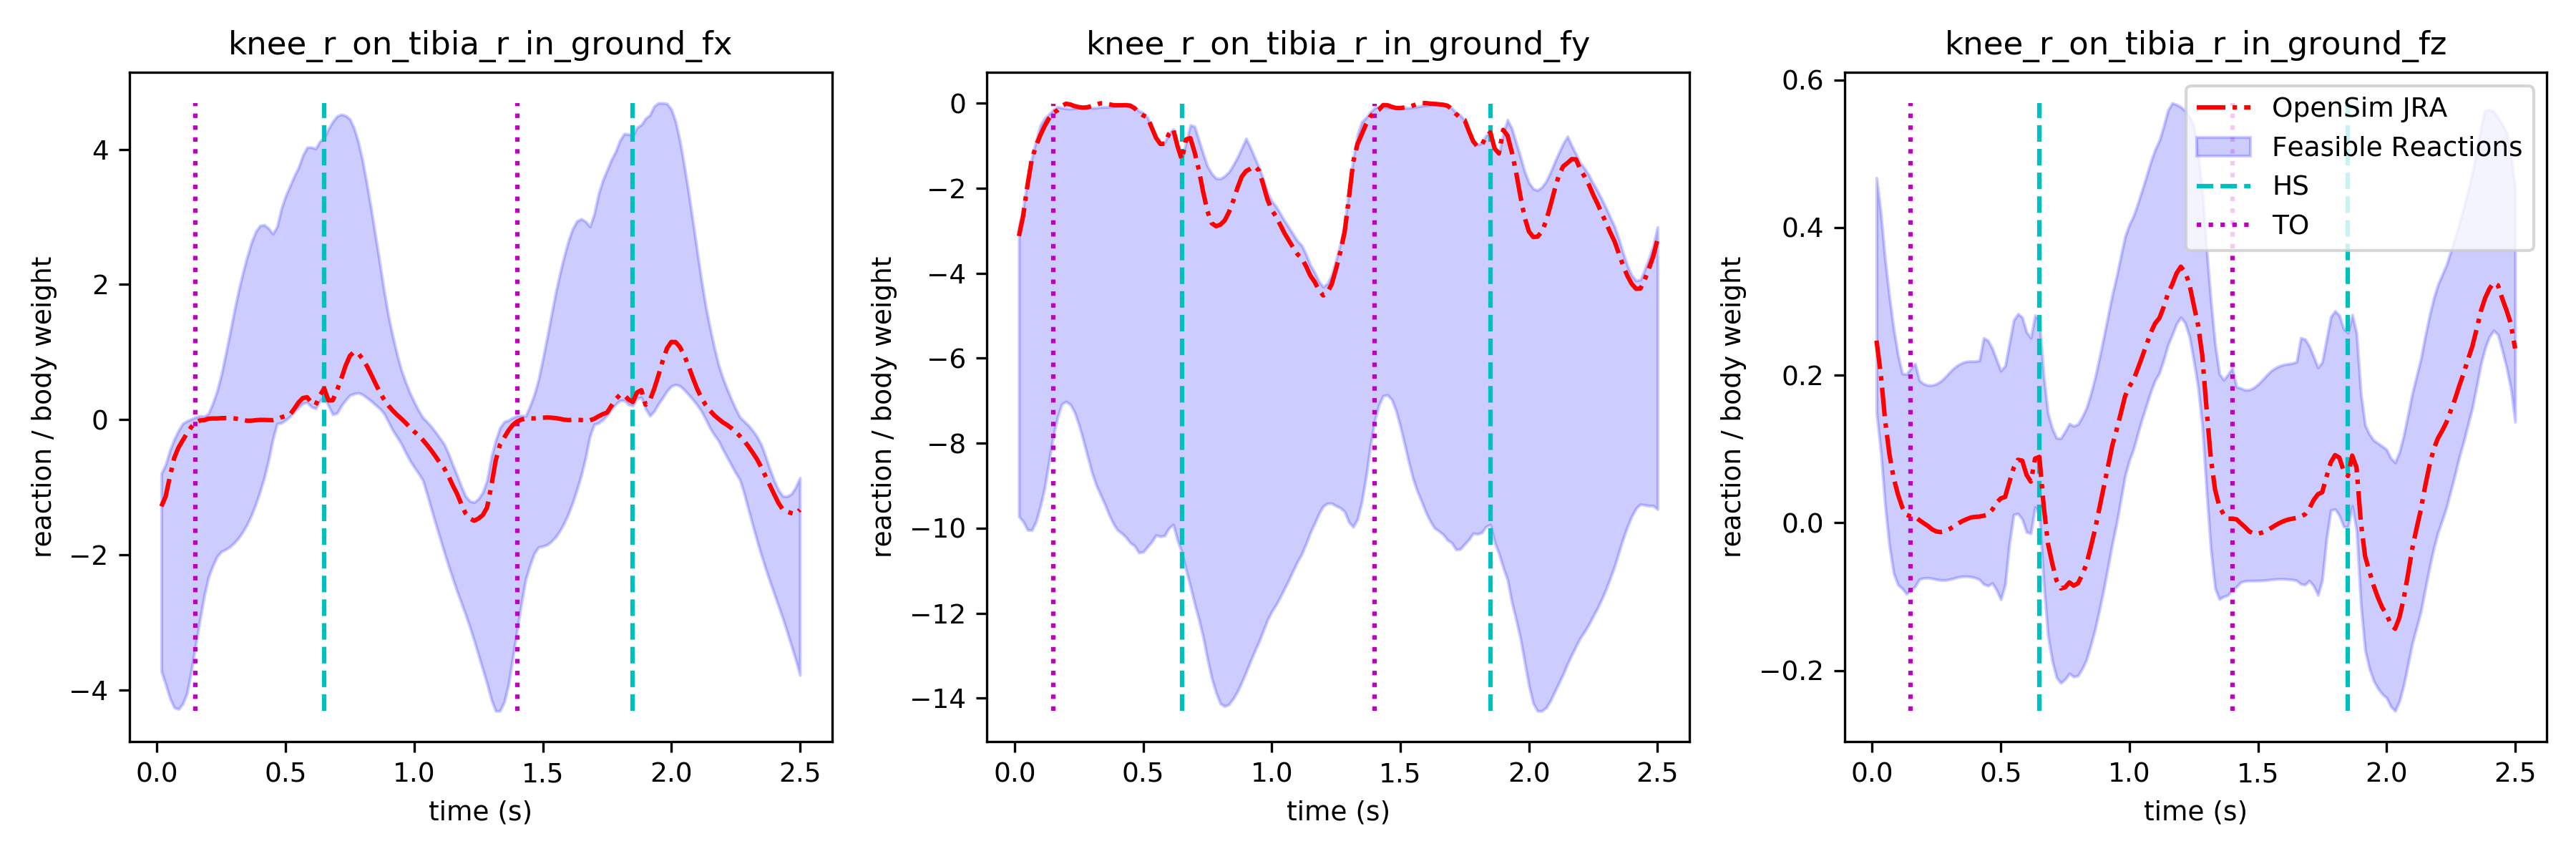 knee_r_on_tibia_r_in_ground_fx
reaction / body weight
4
2
0
−2
−4
0.0 0.5 1.0 1.5 2.0 2.5
time (s)
knee_r_on_tibia_r_in_ground_fy
reaction / body weight
0
−2
−4
−6
−8
−10
−12
−14
0.0 0.5 1.0 1.5 2.0 2.5
time (s)
knee_r_on_tibia_r_in_ground_fz
reaction / body weight
0.6
0.4
0.2
0.0
−0.2
0.0 0.5 1.0 1.5 2.0 2.5
time (s)
OpenSim JRA
Feasible Reactions
HS
TO